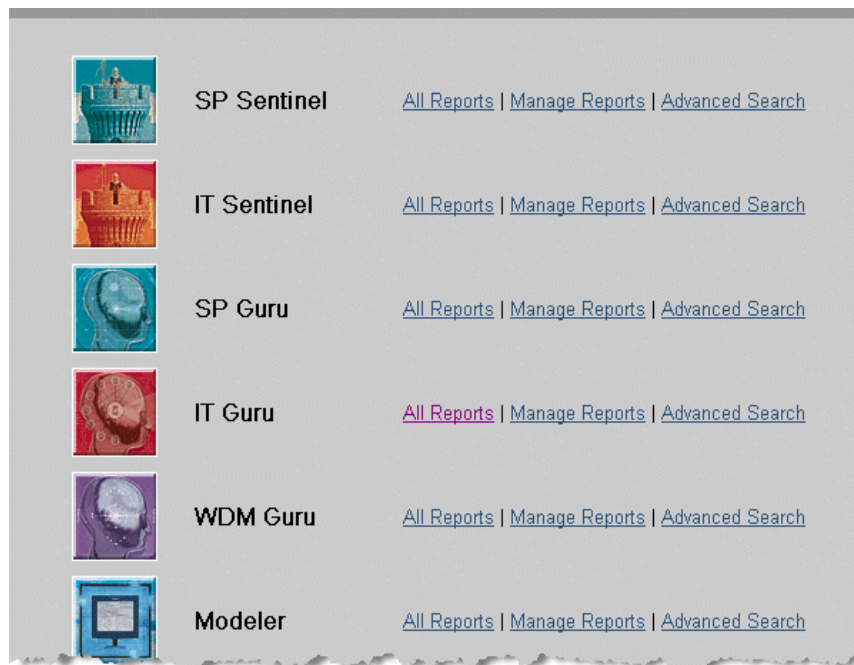 SP Sentinel All Reports | Manage Reports | Advanced Search
IT Sentinel All Reports | Manage Reports | Advanced Search
SP Guru All Reports | Manage Reports | Advanced Search
IT Guru All Reports | Manage Reports | Advanced Search
WDM Guru All Reports | Manage Reports | Advanced Search
Modeler All Reports | Manage Reports | Advanced Search